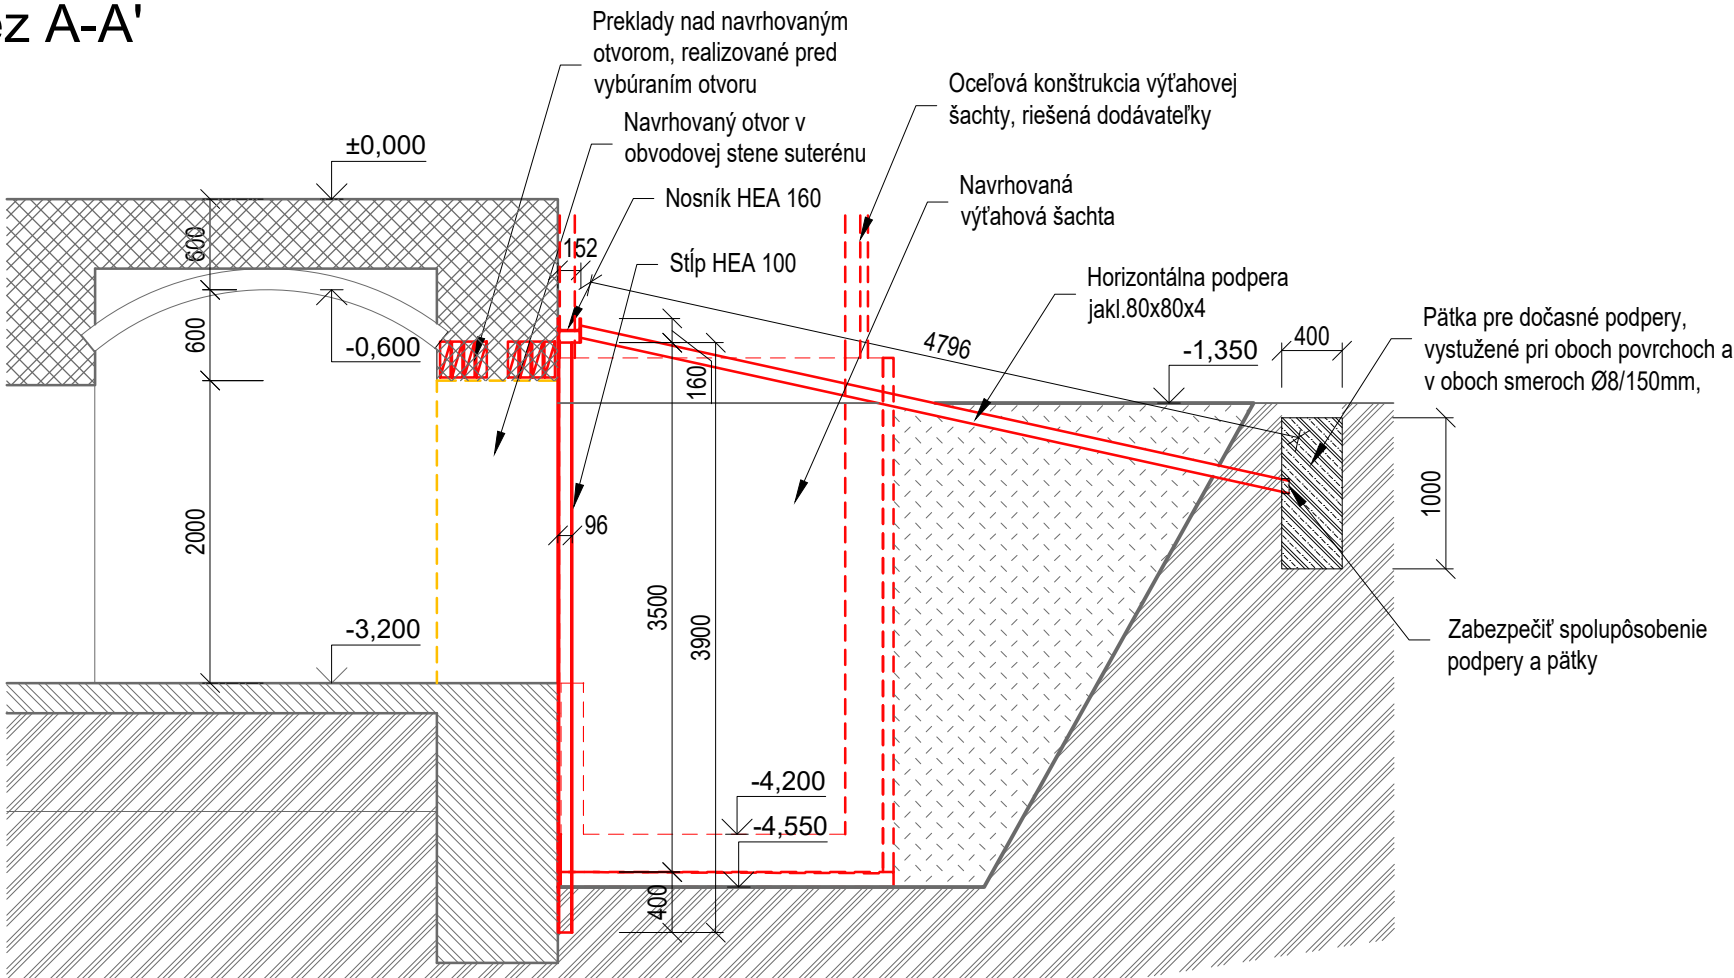 ez A-A'
Preklady nad navrhovaným
otvorom, realizované pred
vybúraním otvoru
Navrhovaný otvor v
obvodovej stene suterénu
Nosník HEA 160
Stĺp HEA 100
Oceľová konštrukcia výťahovej
šachty, riešená dodávateľky
Navrhovaná
výťahová šachta
Horizontálna podpera
jakl.80x80x4
Pätka pre dočasné podpery,
vystužené pri oboch povrchoch a
v oboch smeroch Ø8/150mm,
Zabezpečiť spolupôsobenie
podpery a pätky
±0,000
-0,600
-3,200
-1,350
-4,200
-4,550
600
600
2000
152
96
160
3500
3900
400
4796
400
1000